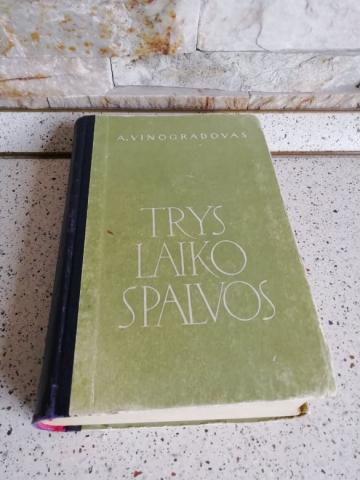 A. VINOGRADOVAS
TRYS
LAIKO
SPALVOS